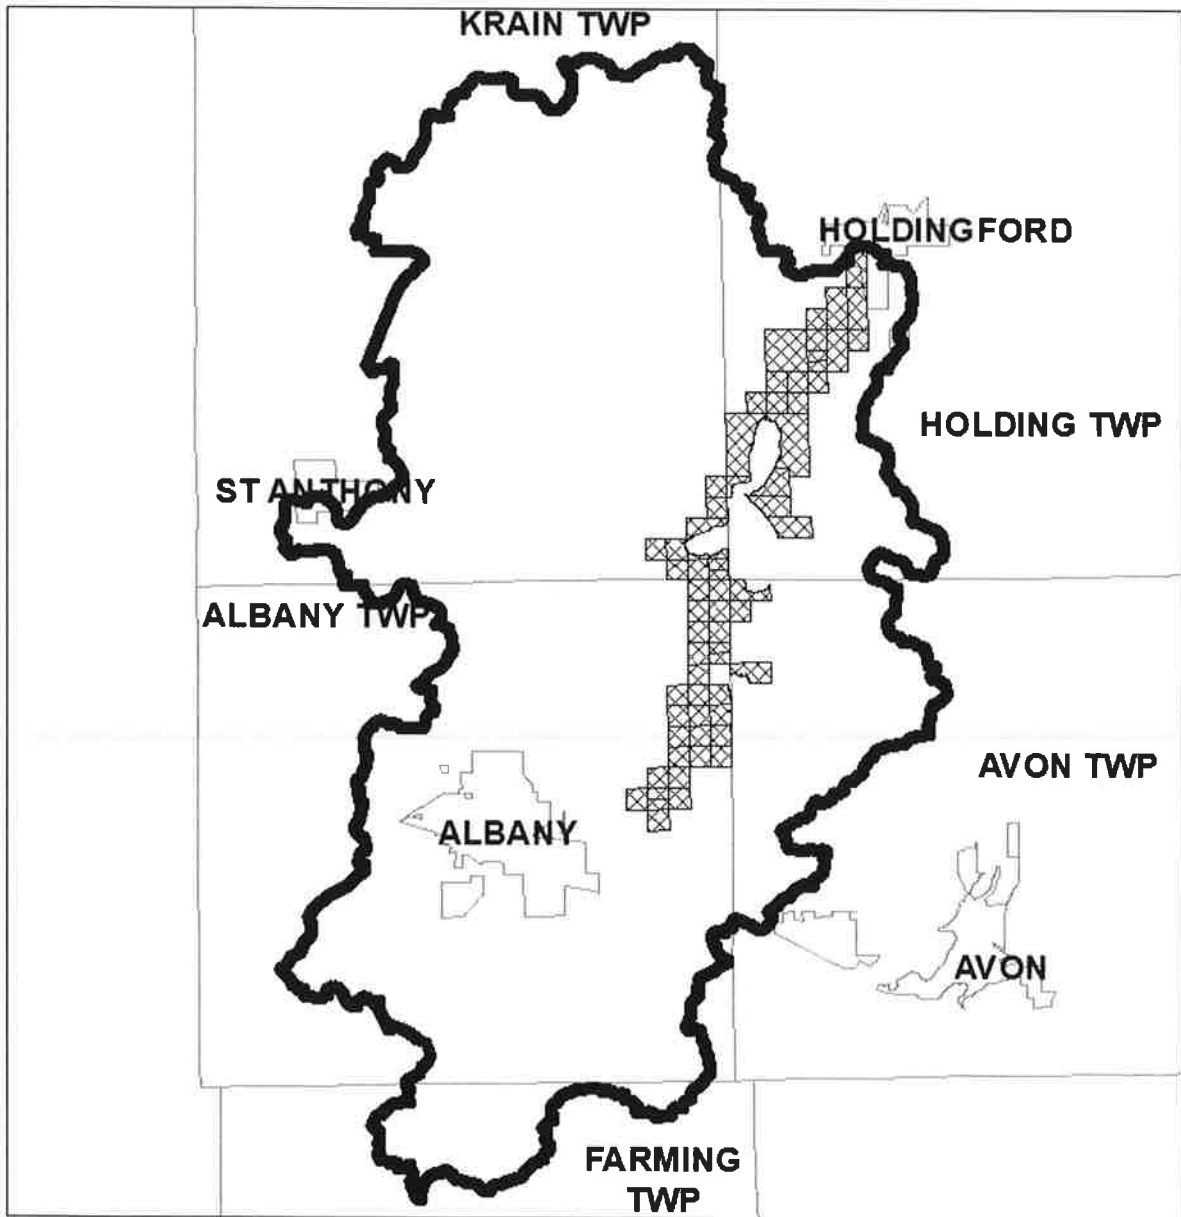 KRAIN TWP
HOLDINGFORD
HOLDING TWP
ST ANTHONY
ALBANY TWP
AVON TWP
ALBANY
AVON
FARMING
TWP